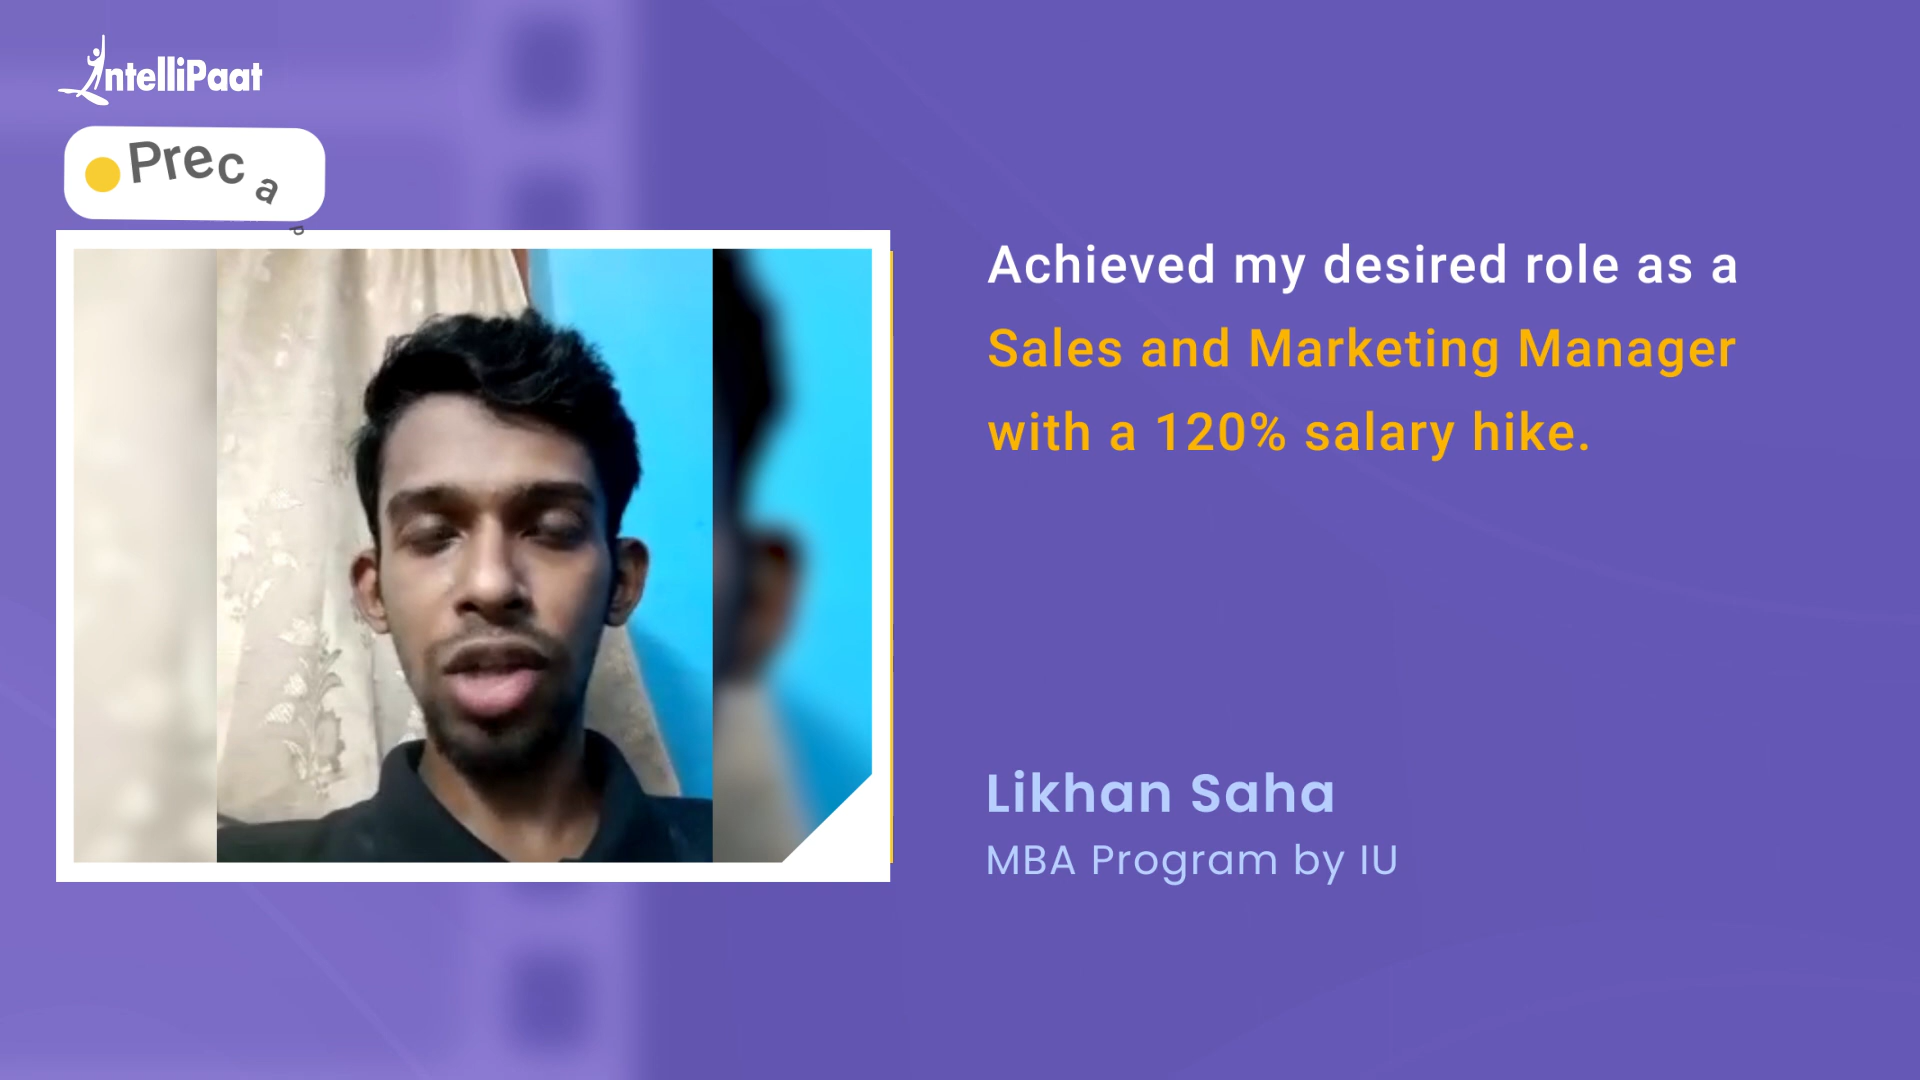 IntelliPaat
Precap
Achieved my desired role as a
Sales and Marketing Manager
with a 120% salary hike.
Likhan Saha
MBA Program by IU